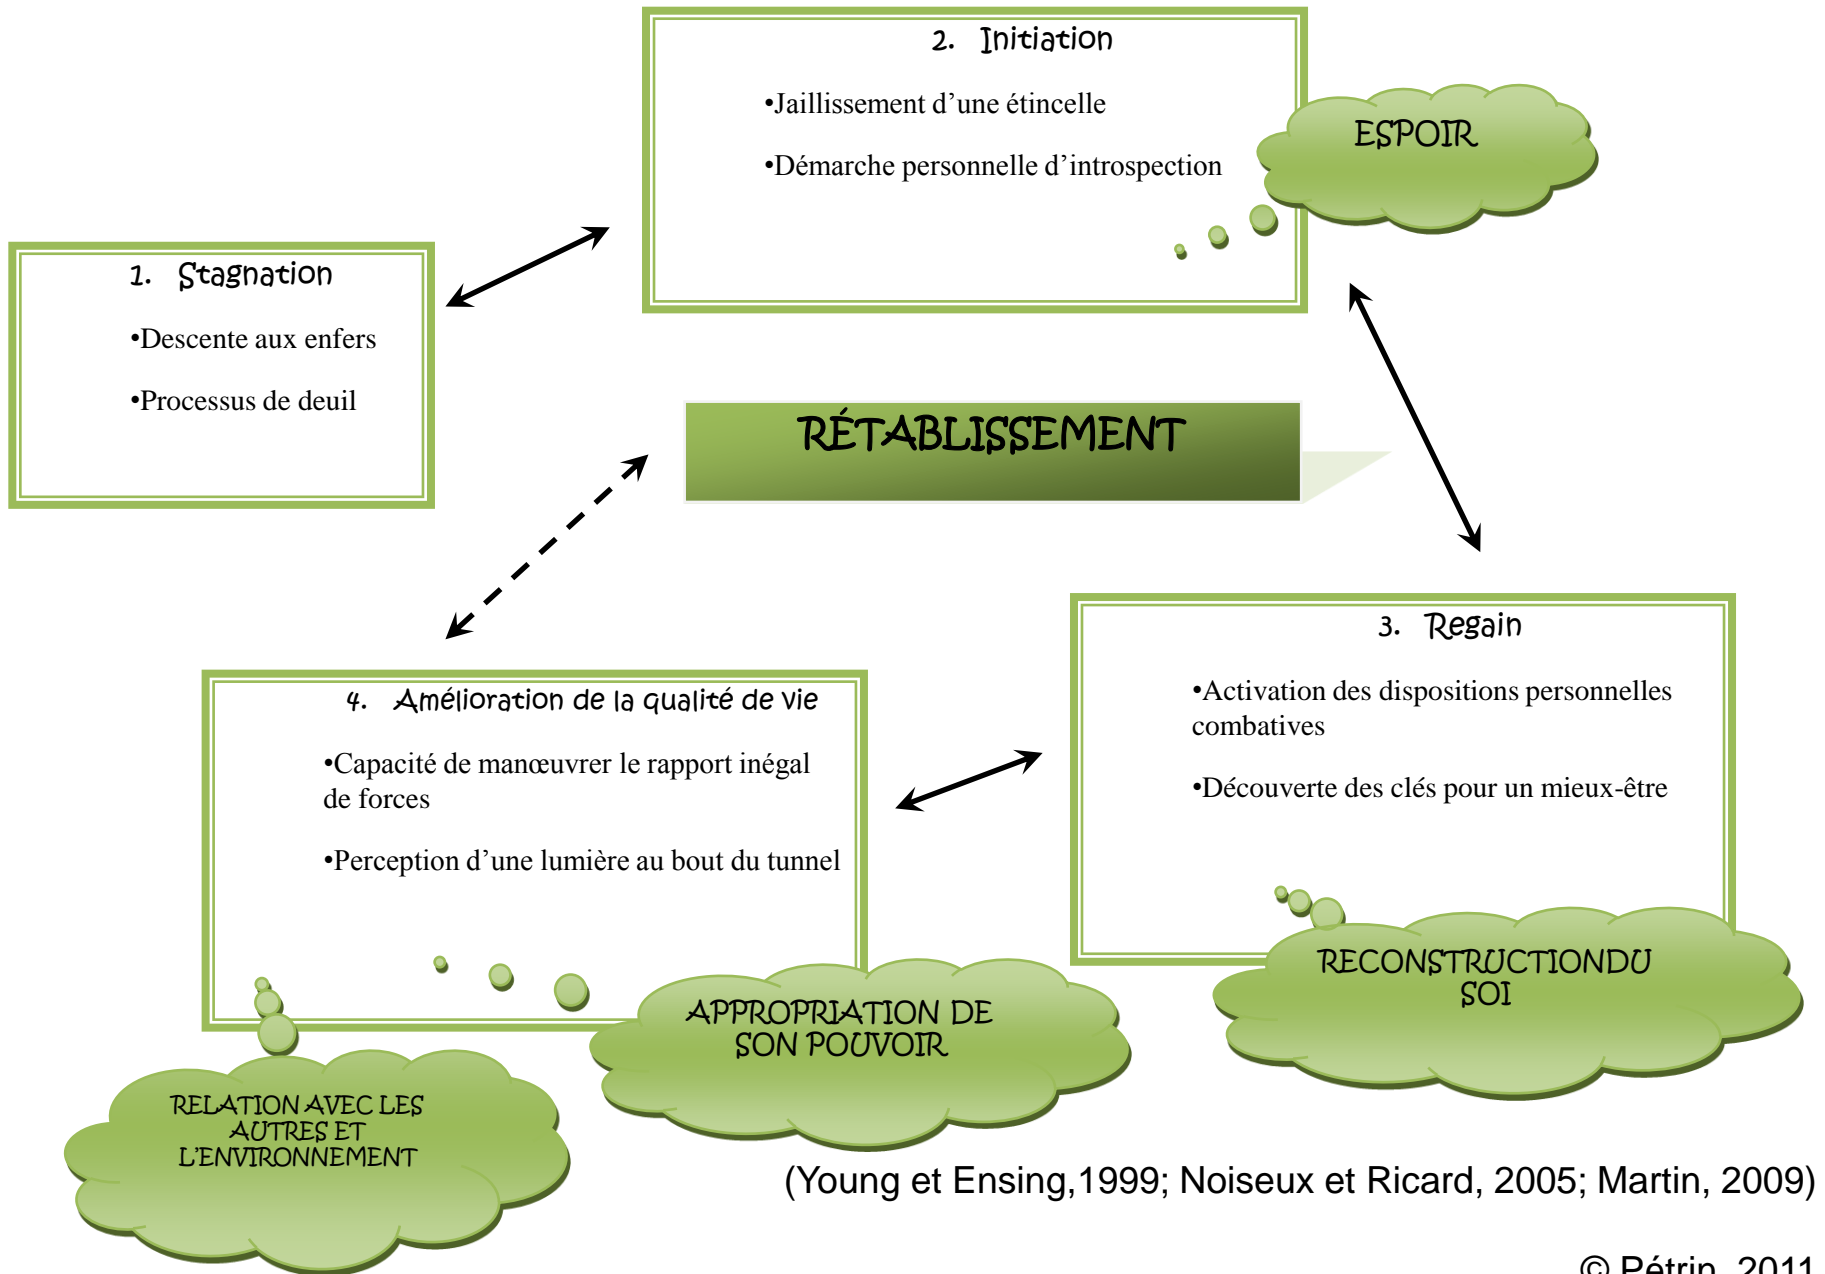 2. Initiation
•Jaillissement d’une étincelle
•Démarche personnelle d’introspection
ESPOIR
1. Stagnation
•Descente aux enfers
•Processus de deuil
RÉTABLISSEMENT
3. Regain
•Activation des dispositions personnelles
combatives
•Découverte des clés pour un mieux-être
RECONSTRUCTIONDU
SOI
4. Amélioration de la qualité de vie
•Capacité de manœuvrer le rapport inégal
de forces
•Perception d’une lumière au bout du tunnel
APPROPRIATION DE
SON POUVOIR
RELATION AVEC LES
AUTRES ET
L’ENVIRONNEMENT
(Young et Ensing,1999; Noiseux et Ricard, 2005; Martin, 2009)
© Pétrin, 2011